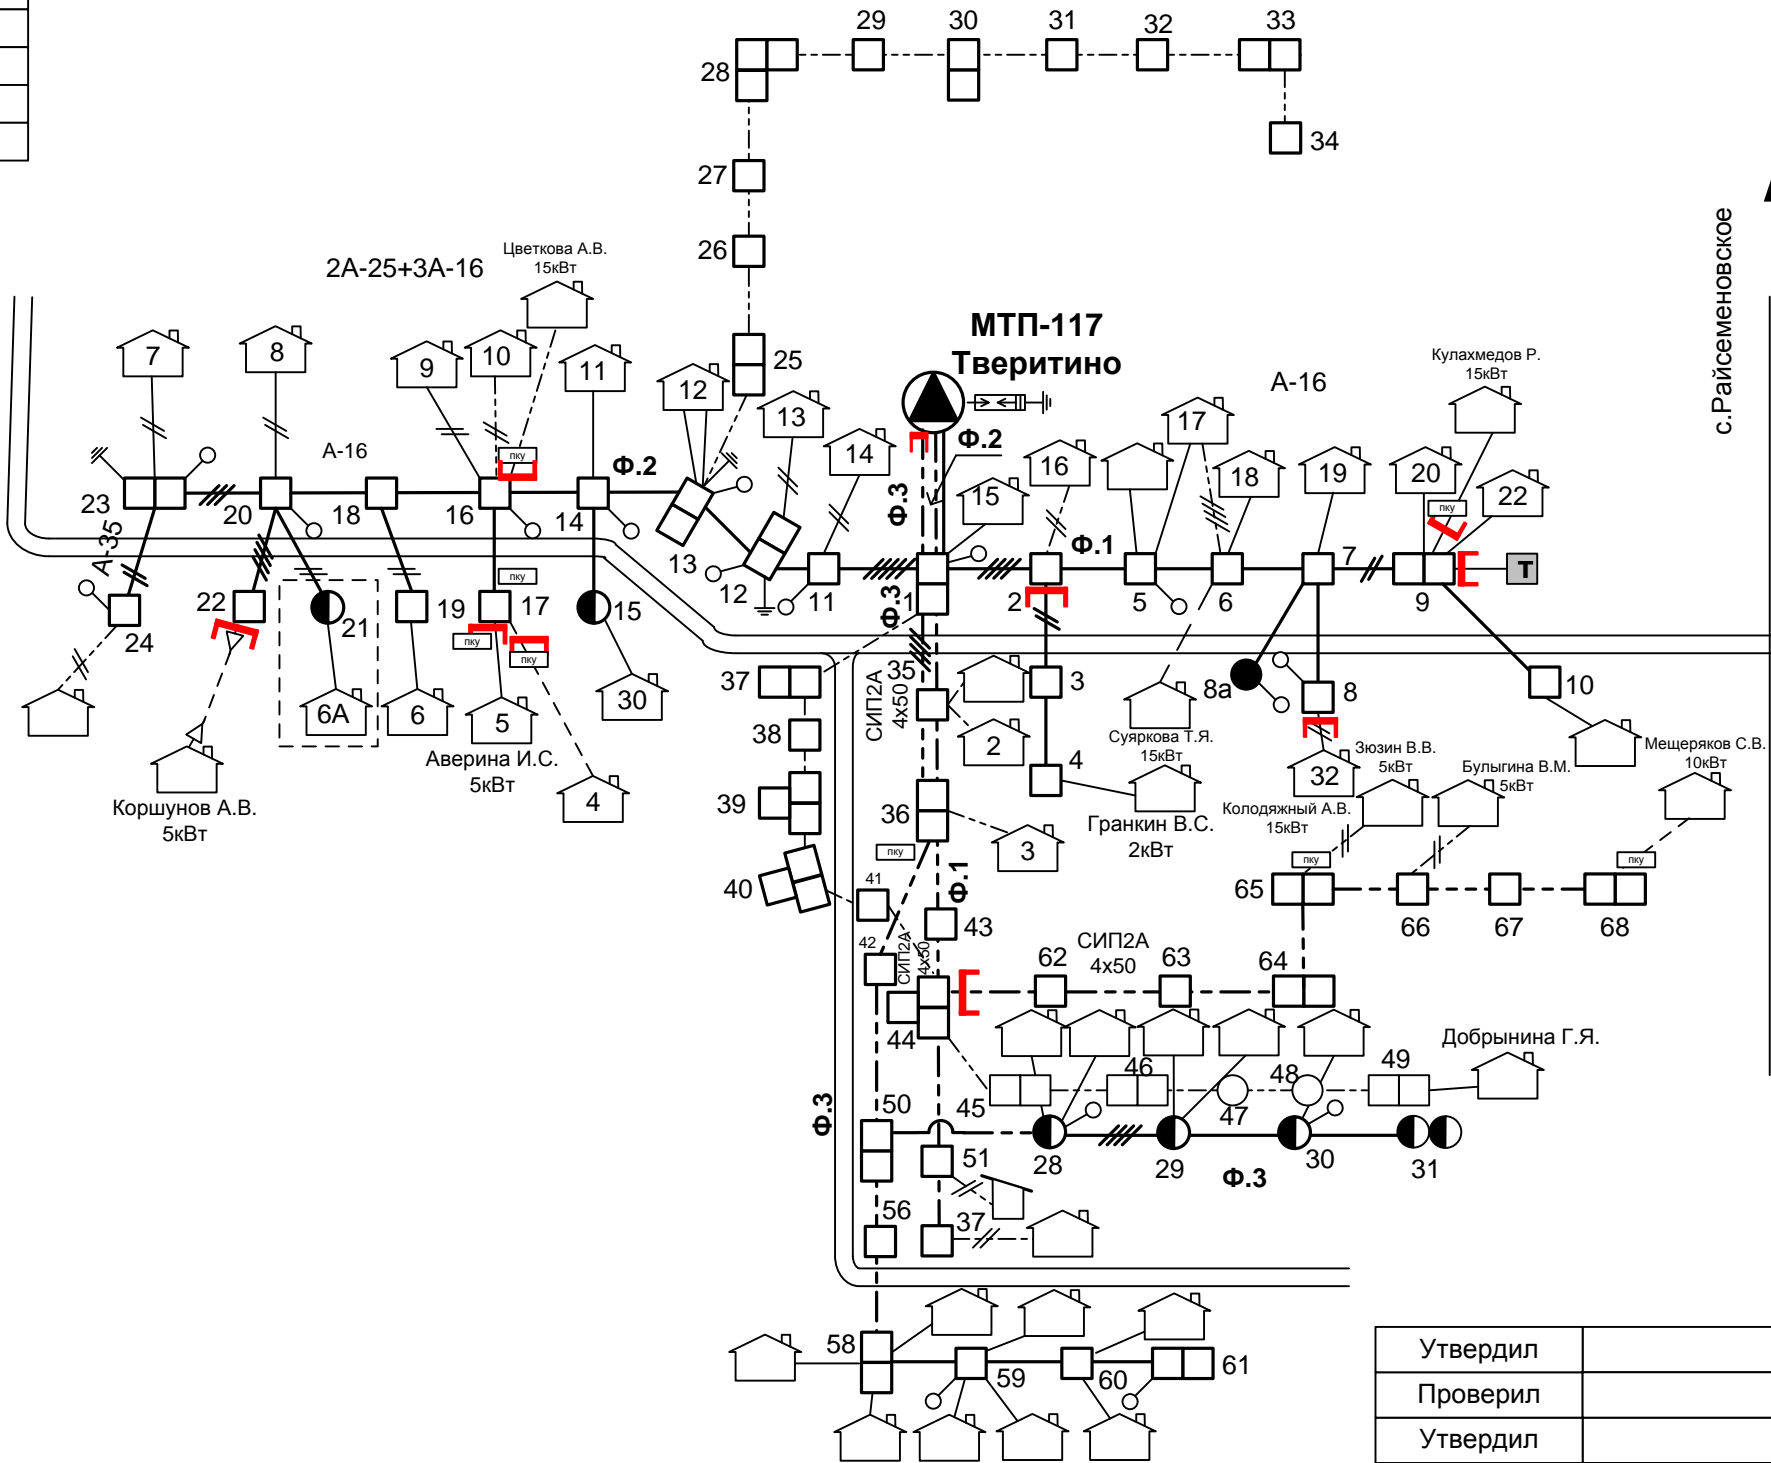 29
30
31
32
33
28
34
27
26
с.Райсеменовское
2А-25+3А-16
Цветкова А.В.
15кВт
МТП-117
Тверитино
25
7
8
9
10
11
12
13
14
А-16
пку
Ф.2
Ф.2
Ф.3
15
16
17
18
А-16
19
Кулахмедов Р.
15кВт
20
пку
22
23
А-35
20
18
16
14
13
12
11
1
Ф.3
2
Ф.1
5
6
7
9
Т
24
22
21
19
пку
17
15
пку
пку
6А
6
5
30
Аверина И.С.
5кВт
4
Коршунов А.В.
5кВт
37
38
39
40
35
СИП2А
4х50
2
3
4
36
3
пку
Суяркова Т.Я.
15кВт
Гранкин В.С.
2кВт
8а
8
10
32
Зюзин В.В.
5кВт
Колодяжный А.В.
15кВт
Булыгина В.М.
5кВт
Мещеряков С.В.
10кВт
пку
пку
65
66
67
68
41
42
Ф.1
43
СИП2А
4х50
44
62
СИП2А
4х50
63
64
Добрынина Г.Я.
45
46
47
48
49
Ф.3
50
28
29
30
31
Ф.3
51
56
37
58
59
60
61
Утвердил
Проверил
Утвердил